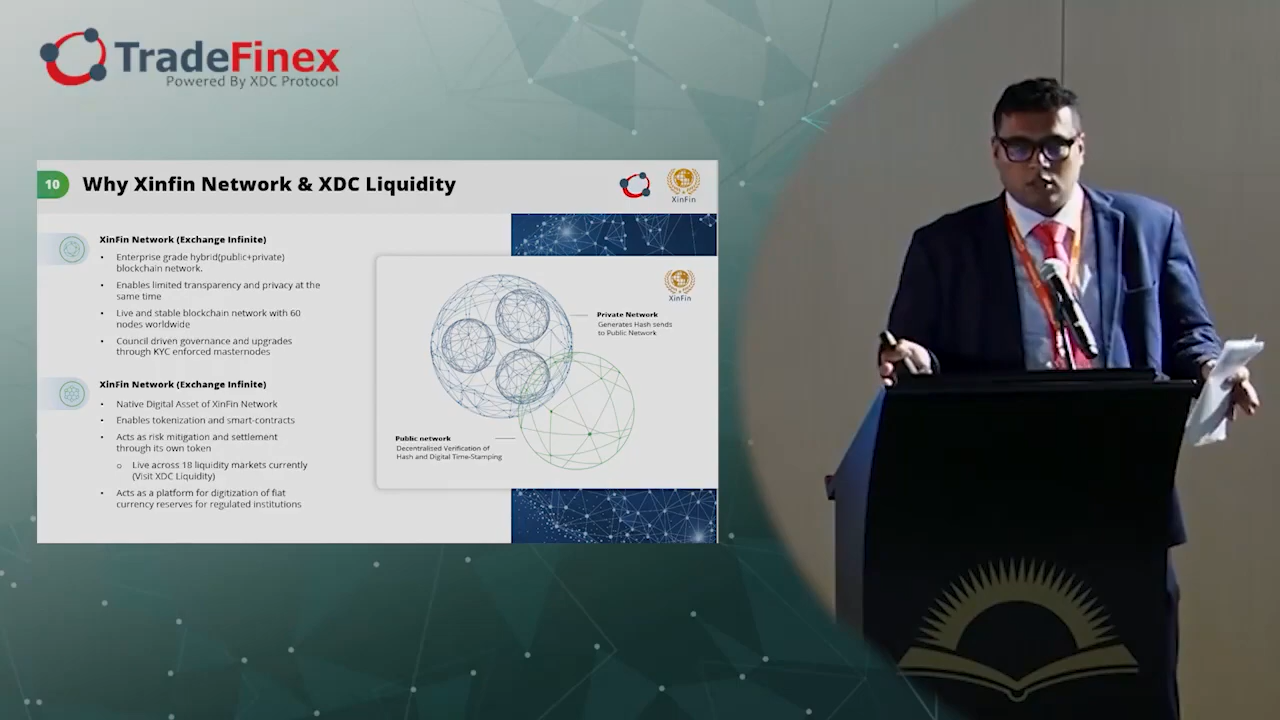 TradeFinex
Powered By XDC Protocol
10
Why Xinfin Network & XDC Liquidity
XinFin
XinFin Network (Exchange Infinite)
• Enterprise grade hybrid(public+private)
blockchain network.
• Enables limited transparency and privacy at the
same time
• Live and stable blockchain network with 60
nodes worldwide
• Council driven governance and upgrades
through KYC enforced masternodes
XinFin Network (Exchange Infinite)
• Native Digital Asset of XinFin Network
• Enables tokenization and smart-contracts
• Acts as risk mitigation and settlement
through its own token
o Live across 18 liquidity markets currently
(Visit XDC Liquidity)
• Acts as a platform for digitization of fiat
currency reserves for regulated institutions
XinFin
Private Network
Generates Hash sends
to Public Network
Public network
Decentralised Verification of
Hash and Digital Time-Stamping